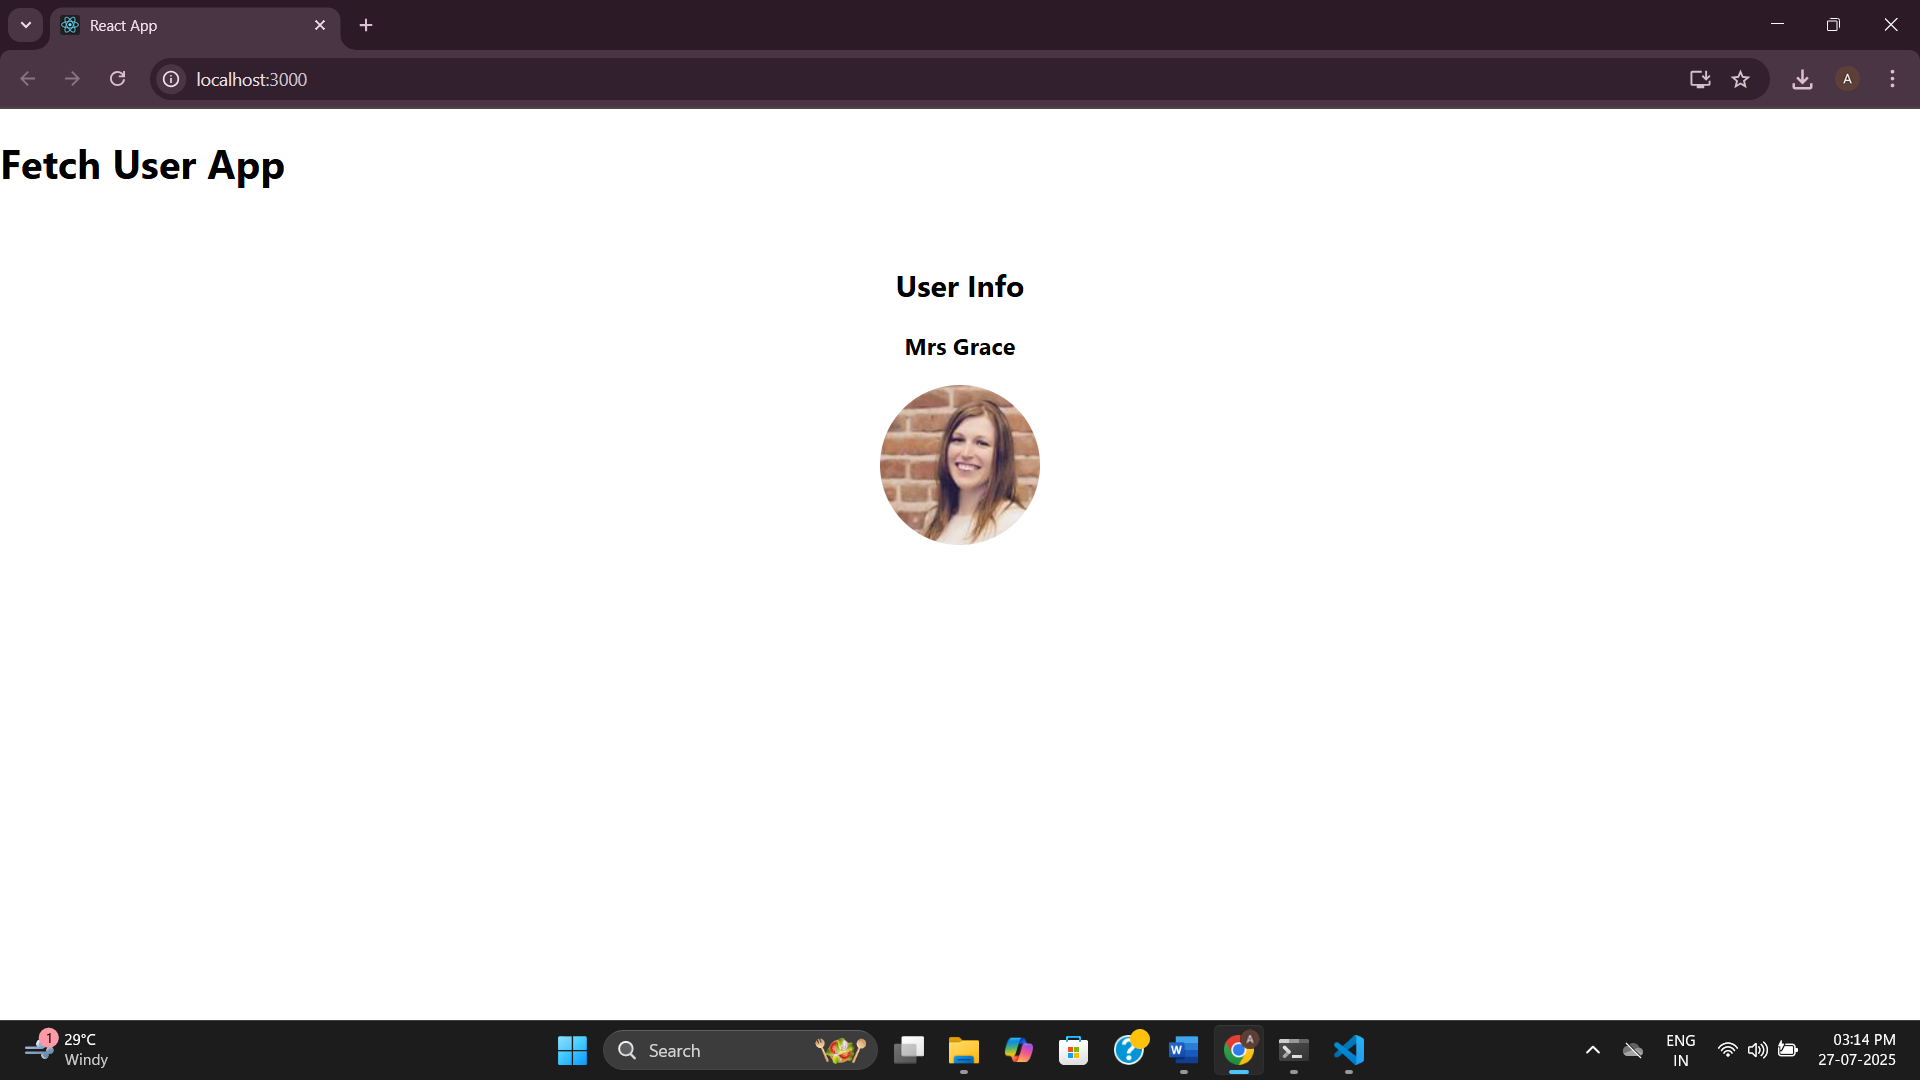 React App
localhost:3000
A
Fetch User App
User Info
Mrs Grace
1
29°C
Windy
Search
W
A
ENG
IN
03:14 PM
27-07-2025